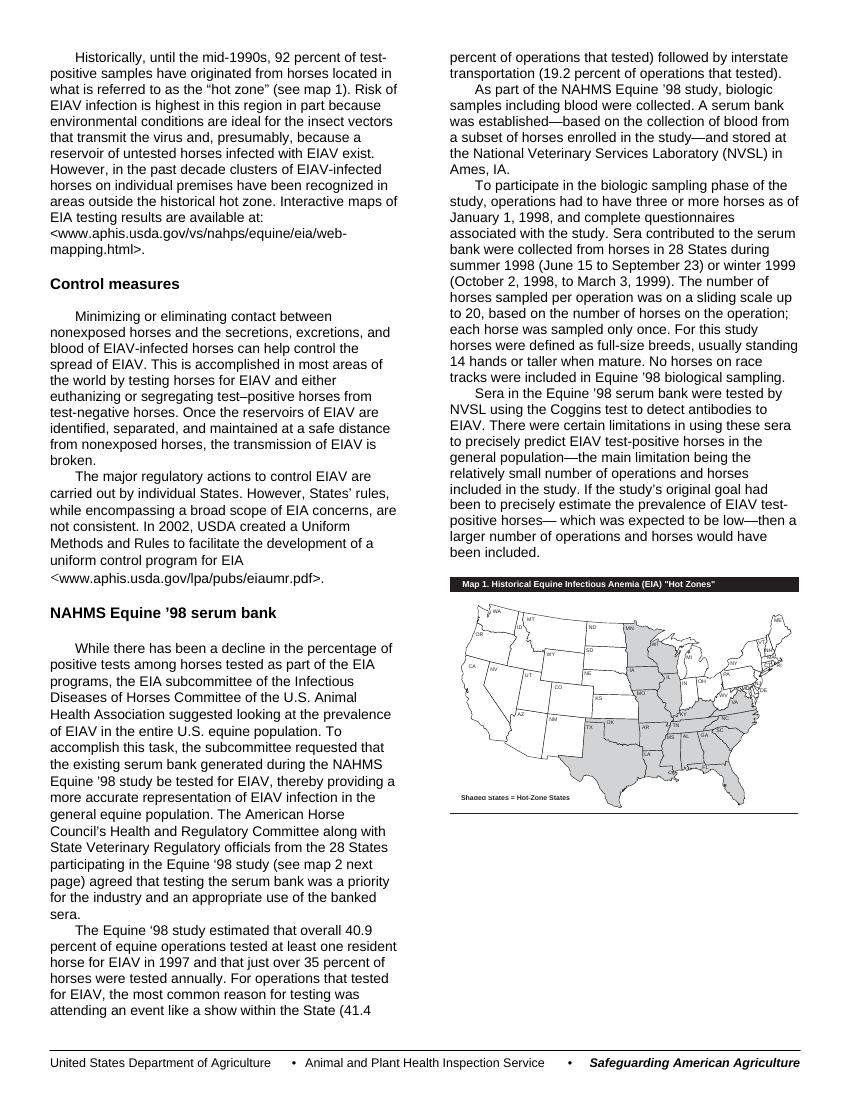 Historically, until the mid-1990s, 92 percent of test-
positive samples have originated from horses located in
what is referred to as the “hot zone” (see map 1). Risk of
EIAV infection is highest in this region in part because
environmental conditions are ideal for the insect vectors
that transmit the virus and, presumably, because a
reservoir of untested horses infected with EIAV exist.
However, in the past decade clusters of EIAV-infected
horses on individual premises have been recognized in
areas outside the historical hot zone. Interactive maps of
EIA testing results are available at:
<www.aphis.usda.gov/vs/nahps/equine/eia/web-
mapping.html>.
Control measures
Minimizing or eliminating contact between
nonexposed horses and the secretions, excretions, and
blood of EIAV-infected horses can help control the
spread of EIAV. This is accomplished in most areas of
the world by testing horses for EIAV and either
euthanizing or segregating test–positive horses from
test-negative horses. Once the reservoirs of EIAV are
identified, separated, and maintained at a safe distance
from nonexposed horses, the transmission of EIAV is
broken.
The major regulatory actions to control EIAV are
carried out by individual States. However, States’ rules,
while encompassing a broad scope of EIA concerns, are
not consistent. In 2002, USDA created a Uniform
Methods and Rules to facilitate the development of a
uniform control program for EIA
<www.aphis.usda.gov/lpa/pubs/eiaumr.pdf>.
NAHMS Equine ’98 serum bank
While there has been a decline in the percentage of
positive tests among horses tested as part of the EIA
programs, the EIA subcommittee of the Infectious
Diseases of Horses Committee of the U.S. Animal
Health Association suggested looking at the prevalence
of EIAV in the entire U.S. equine population. To
accomplish this task, the subcommittee requested that
the existing serum bank generated during the NAHMS
Equine ’98 study be tested for EIAV, thereby providing a
more accurate representation of EIAV infection in the
general equine population. The American Horse
Council’s Health and Regulatory Committee along with
State Veterinary Regulatory officials from the 28 States
participating in the Equine ‘98 study (see map 2 next
page) agreed that testing the serum bank was a priority
for the industry and an appropriate use of the banked
sera.
The Equine ‘98 study estimated that overall 40.9
percent of equine operations tested at least one resident
horse for EIAV in 1997 and that just over 35 percent of
horses were tested annually. For operations that tested
for EIAV, the most common reason for testing was
attending an event like a show within the State (41.4
percent of operations that tested) followed by interstate
transportation (19.2 percent of operations that tested).
As part of the NAHMS Equine ’98 study, biologic
samples including blood were collected. A serum bank
was established—based on the collection of blood from
a subset of horses enrolled in the study—and stored at
the National Veterinary Services Laboratory (NVSL) in
Ames, IA.
To participate in the biologic sampling phase of the
study, operations had to have three or more horses as of
January 1, 1998, and complete questionnaires
associated with the study. Sera contributed to the serum
bank were collected from horses in 28 States during
summer 1998 (June 15 to September 23) or winter 1999
(October 2, 1998, to March 3, 1999). The number of
horses sampled per operation was on a sliding scale up
to 20, based on the number of horses on the operation;
each horse was sampled only once. For this study
horses were defined as full-size breeds, usually standing
14 hands or taller when mature. No horses on race
tracks were included in Equine ’98 biological sampling.
Sera in the Equine ’98 serum bank were tested by
NVSL using the Coggins test to detect antibodies to
EIAV. There were certain limitations in using these sera
to precisely predict EIAV test-positive horses in the
general population—the main limitation being the
relatively small number of operations and horses
included in the study. If the study’s original goal had
been to precisely estimate the prevalence of EIAV test-
positive horses— which was expected to be low—then a
larger number of operations and horses would have
been included.
Map 1. Historical Equine Infectious Anemia (EIA) "Hot Zones"
WA
MT
ID
ND
MN
ME
OR
WI
VT
NH
SD
WY
MI
NY
CA
NV
UT
NE
IA
IL
IN
OH
PA
CO
KS
MO
WV
VA
DE
KY
NC
AZ
NM
TX
OK
AR
TN
SC
MS
AL
GA
LA
FL
Shaded States = Hot-Zone States
United States Department of Agriculture • Animal and Plant Health Inspection Service • Safeguarding American Agriculture